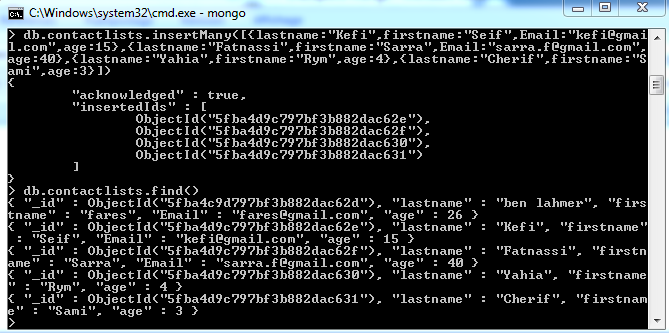 C:\Windows\system32\cmd.exe - mongo
> db.contactlists.insertMany([{lastname:"Kefi",firstname:"Seif",Email:"kefi@gmai
l.com",age:15},{lastname:"Fatnassi",firstname:"Sarra",Email:"sarra.f@gmail.com",
age:40},{lastname:"Yahia",firstname:"Rym",age:4},{lastname:"Cherif",firstname:"S
ami",age:3}])
{
        "acknowledged" : true,
        "insertedIds" : [
                ObjectId("5fba4d9c797bf3b882dac62e"),
                ObjectId("5fba4d9c797bf3b882dac62f"),
                ObjectId("5fba4d9c797bf3b882dac630"),
                ObjectId("5fba4d9c797bf3b882dac631")
        ]
}
> db.contactlists.find()
{ "_id" : ObjectId("5fba4c9d797bf3b882dac62d"), "lastname" : "ben lahmer", "firs
tname" : "fares", "Email" : "fares@gmail.com", "age" : 26 }
{ "_id" : ObjectId("5fba4d9c797bf3b882dac62e"), "lastname" : "Kefi", "firstname"
 : "Seif", "Email" : "kefi@gmail.com", "age" : 15 }
{ "_id" : ObjectId("5fba4d9c797bf3b882dac62f"), "lastname" : "Fatnassi", "firstn
ame" : "Sarra", "Email" : "sarra.f@gmail.com", "age" : 40 }
{ "_id" : ObjectId("5fba4d9c797bf3b882dac630"), "lastname" : "Yahia", "firstname
" : "Rym", "age" : 4 }
{ "_id" : ObjectId("5fba4d9c797bf3b882dac631"), "lastname" : "Cherif", "firstnam
e" : "Sami", "age" : 3 }
>